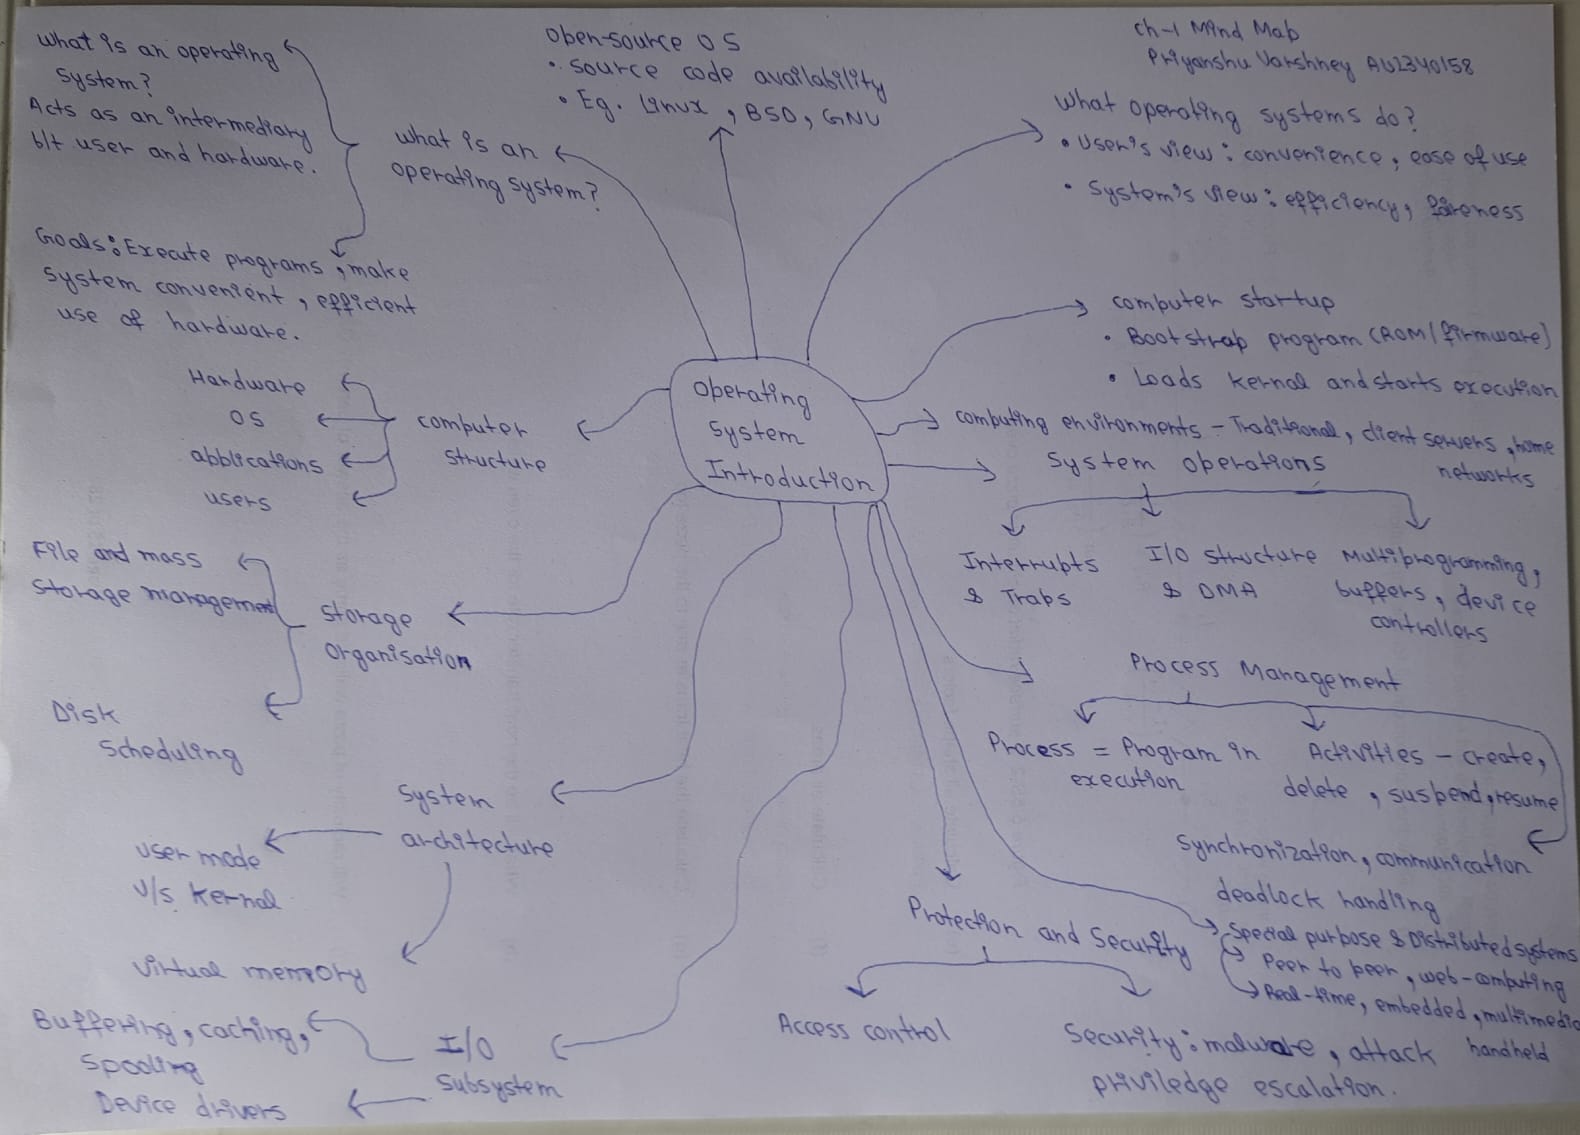 Ch-1 Mind Map
Priyanshu Varshney AU2340158
What is an operating
system?
Acts as an intermediary
b/t user and hardware.
Goals: Execute programs, make
system convenient, efficient
use of hardware.
what is an
operating system?
Open-source OS
• source code availability
• Eg. Linux, BSD, GNU
What operating systems do?
• User's view: convenience, ease of use
• System's view: efficiency, faireness
computer startup
• Bootstrap program (ROM/firmware)
• Loads kernel and starts execution
computing environments - Traditional, client servers, home
networks
Operating
System
Introduction
Hardware
OS
applications
users
computer
structure
System operations
Interrupts
& Traps
I/O structure
& DMA
Multiprogramming,
buffers, device
controllers
File and mass
storage management
Storage
Organisation
Disk
Scheduling
Process Management
Process = Program in
execution
Activities - create,
delete, suspend, resume
Synchronization, communication
deadlock handling
System
architecture
user mode
v/s kernal
virtual memory
Protection and Security
Access control
Security: malware, attack
priviledge escalation.
Special purpose & Distributed systems
Peer to peer, web-computing
Real-time, embedded, multimedia
handheld
I/O
Subsystem
Buffering, caching,
spooling
Device drivers